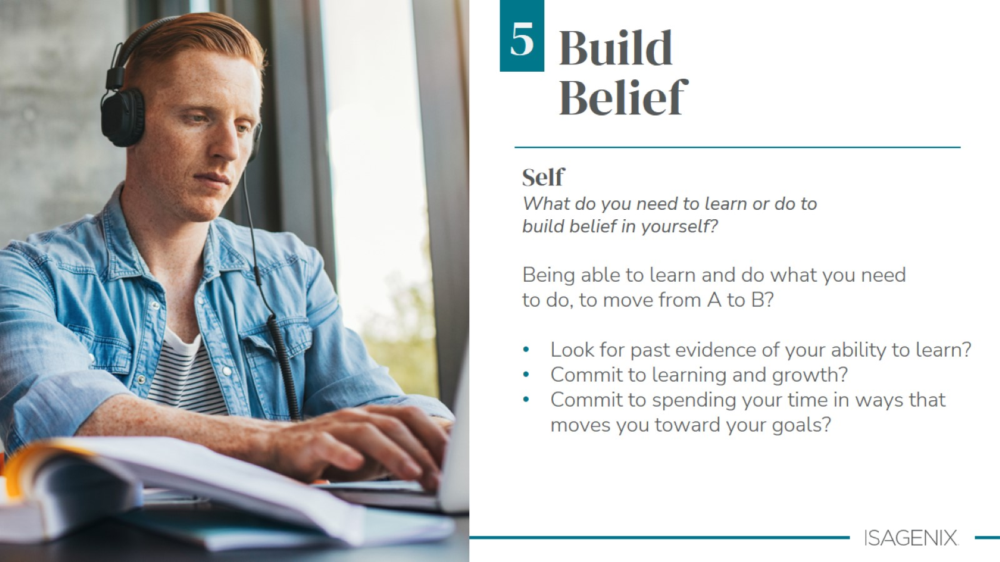 5
Build
Belief
Self
What do you need to learn or do to
build belief in yourself?
Being able to learn and do what you need
to do, to move from A to B?
• Look for past evidence of your ability to learn?
• Commit to learning and growth?
• Commit to spending your time in ways that
moves you toward your goals?
ISAGENIX